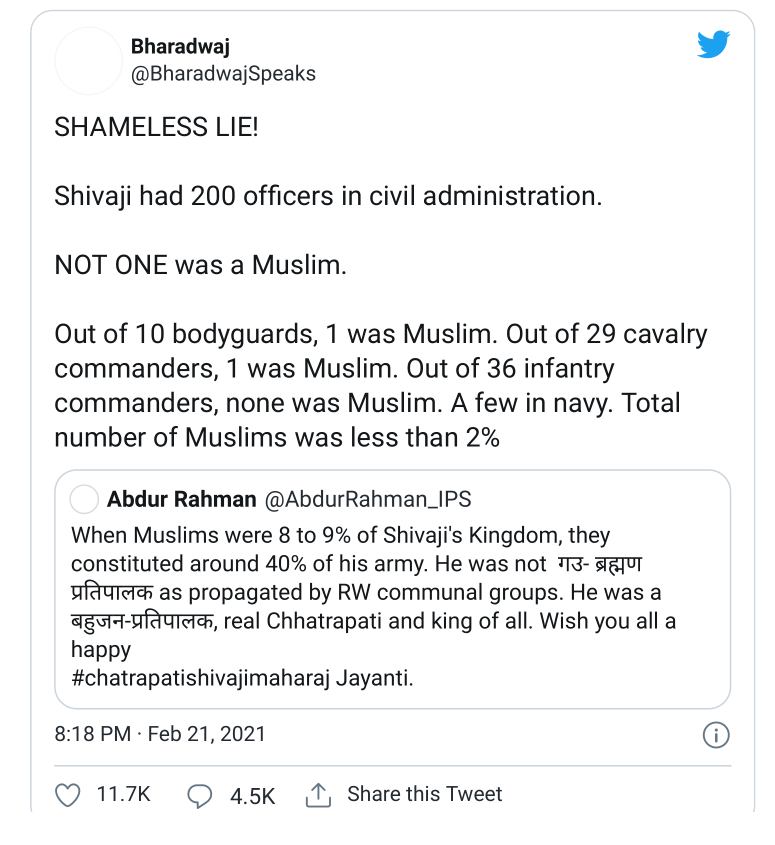 Bharadwaj
@BharadwajSpeaks
SHAMELESS LIE!
Shivaji had 200 officers in civil administration.
NOT ONE was a Muslim.
Out of 10 bodyguards, 1 was Muslim. Out of 29 cavalry
commanders, 1 was Muslim. Out of 36 infantry
commanders, none was Muslim. A few in navy. Total
number of Muslims was less than 2%
Abdur Rahman @AbdurRahman_IPS
When Muslims were 8 to 9% of Shivaji's Kingdom, they
constituted around 40% of his army. He was not गउ- ब्रह्मण
प्रतिपालक as propagated by RW communal groups. He was a
बहुजन-प्रतिपालक, real Chhatrapati and king of all. Wish you all a
happy
#chatrapatishivajimaharaj Jayanti.
8:18 PM · Feb 21, 2021
11.7K 4.5K Share this Tweet